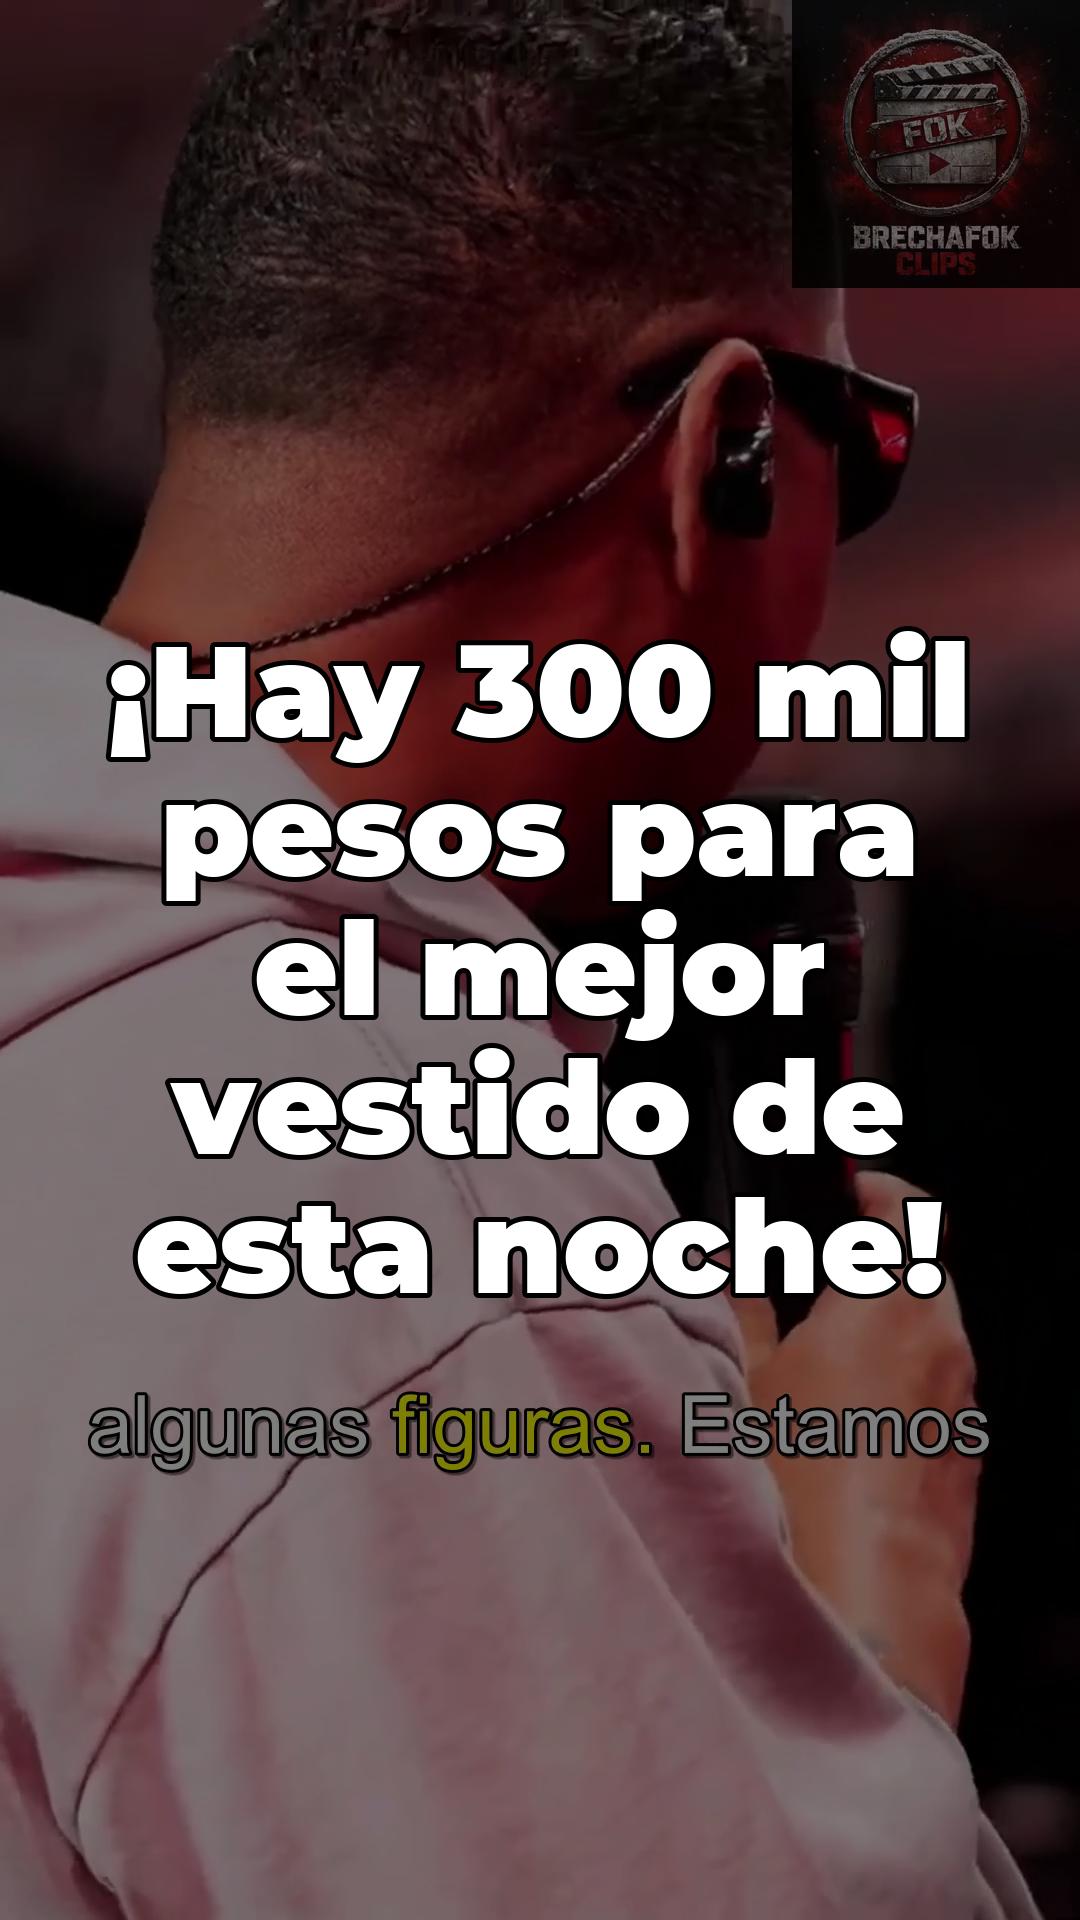 FOK
BRECHAFOK
CLIPS
¡Hay 300 mil
pesos para
el mejor
vestido de
esta noche!
algunas figuras. Estamos